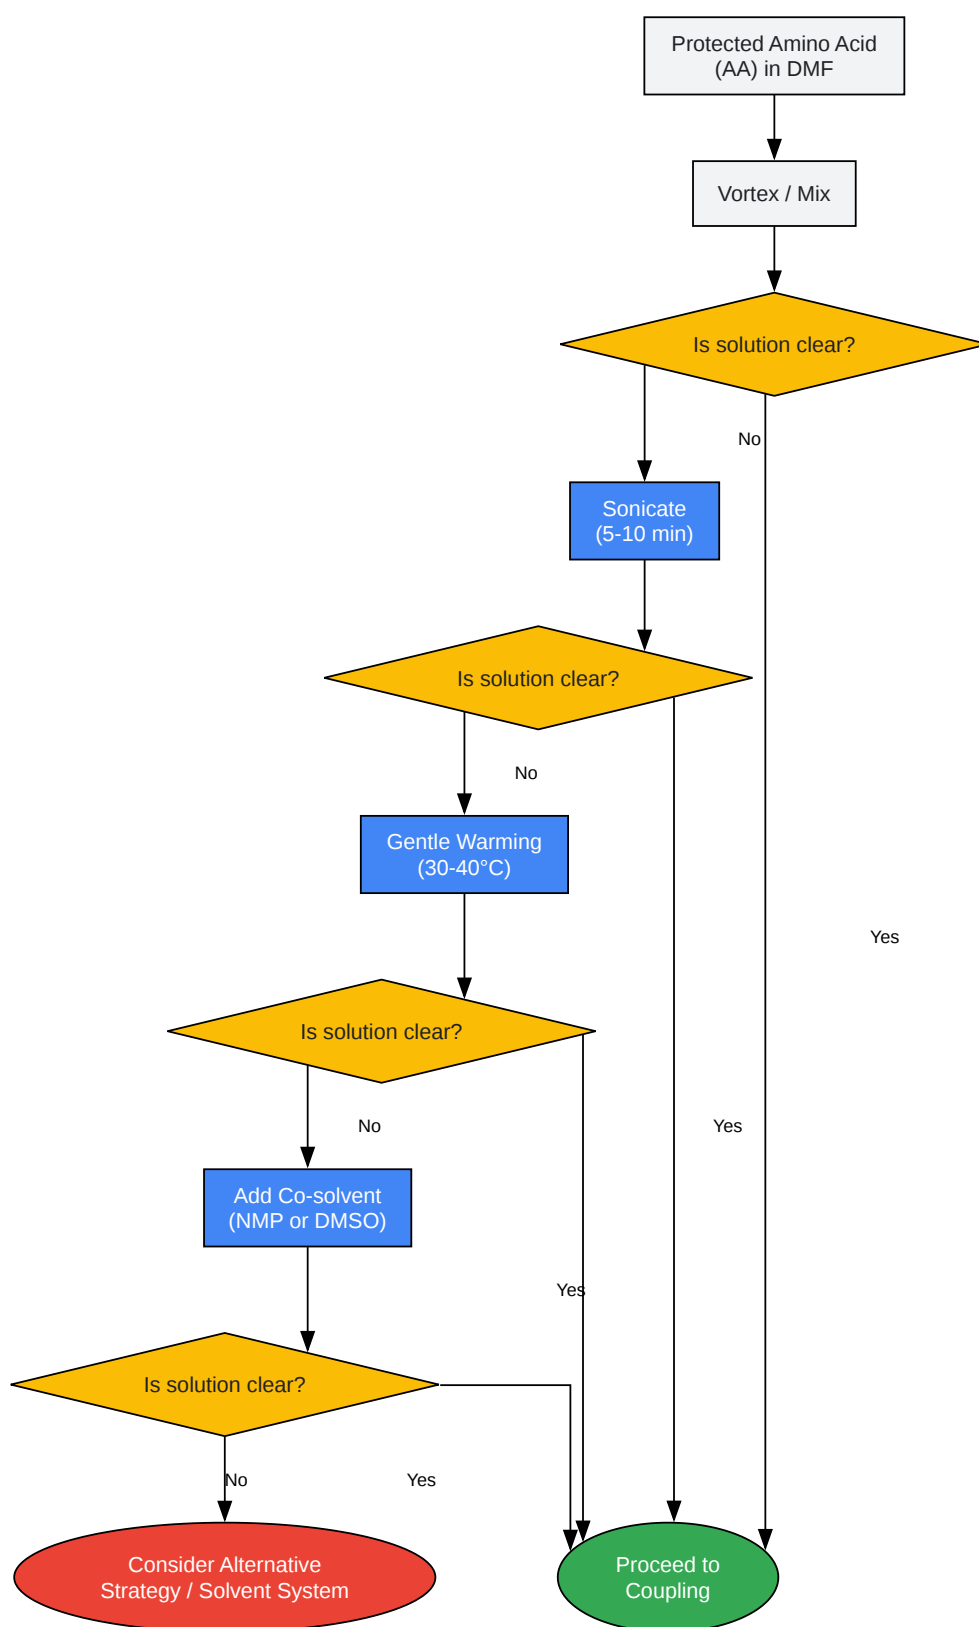 Protected Amino Acid
(AA) in DMF
Vortex / Mix
Is solution clear?
No
Sonicate
(5-10 min)
Is solution clear?
No
Gentle Warming
(30-40°C)
Yes
Is solution clear?
No
Yes
Add Co-solvent
(NMP or DMSO)
Yes
Is solution clear?
No
Yes
Consider Alternative
Strategy / Solvent System
Proceed to
Coupling